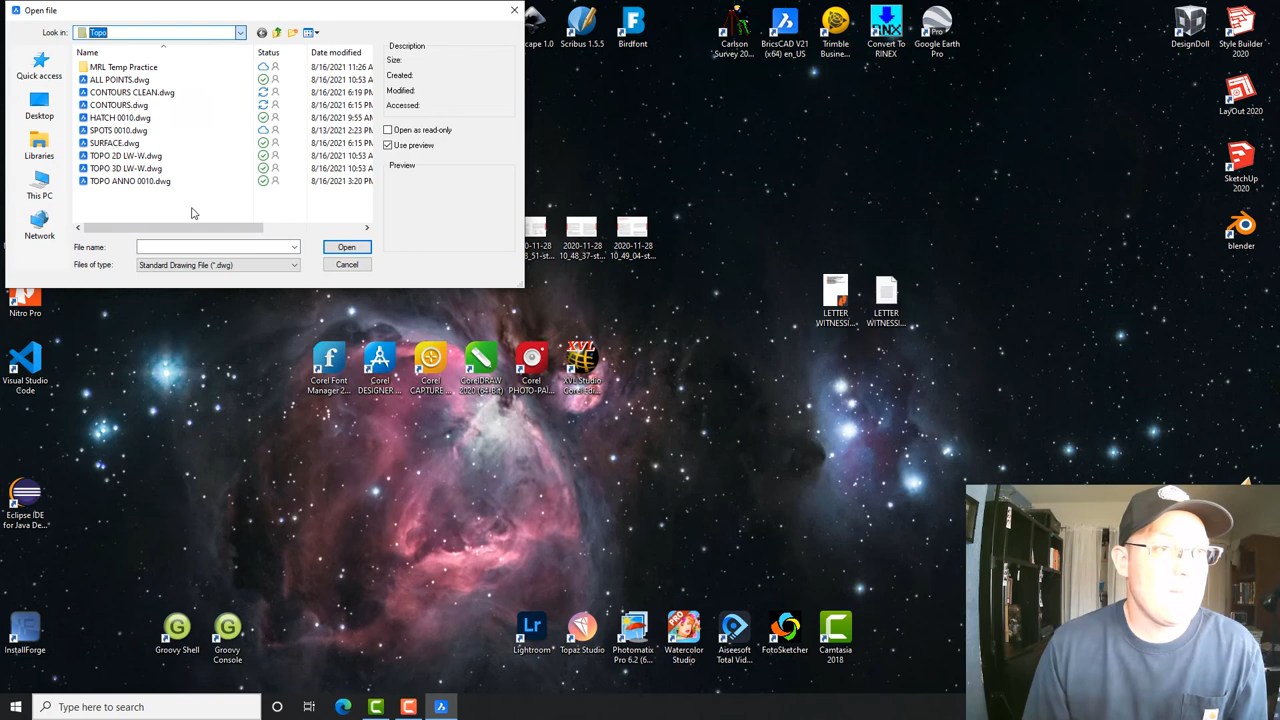 Open file
Look in: Topo
Name Status Date modified
MRL Temp Practice 8/16/2021 11:26
ALL POINTS.dwg 8/16/2021 10:53
CONTOURS CLEAN.dwg 8/16/2021 6:19
CONTOURS.dwg 8/16/2021 6:15
HATCH 0010.dwg 8/16/2021 9:55
SPOTS 0010.dwg 8/13/2021 2:23
SURFACE.dwg 8/16/2021 6:15
TOPO 2D LW-W.dwg 8/16/2021 10:53
TOPO 3D LW-W.dwg 8/16/2021 10:53
TOPO ANNO 0010.dwg 8/16/2021 3:20
Quick access
Desktop
Libraries
This PC
Network
File name:
Open
Files of type: Standard Drawing File (*.dwg)
Cancel
Description
Size:
Created:
Modified:
Accessed:
Open as read-only
Use preview
Preview
Scribus 1.5.5
Birdfont
Carlson
Survey 20...
BricsCAD V21
(x64) en_US
Trimble
Business ...
Convert To
RINEX
Google Earth
Pro
DesignDoll
Style Builder
2020
LayOut 2020
SketchUp
2020
blender
2020-11-28
10_48_37-st...
2020-11-28
10_49_04-st...
LETTER
WITNESSI...
LETTER
WITNESSI...
Nitro Pro
Visual Studio
Code
Corel Font
Manager 2...
Corel
DESIGNER ...
Corel
CAPTURE ...
CorelDRAW
2020 (64-Bit)
Corel
PHOTO-PAI...
XVL
XVL Studio
Corel Edi...
Eclipse IDE
for Java De...
InstallForge
Groovy Shell
Groovy
Console
Lr
Lightroom
Topaz Studio
Photomatix
Pro 6.2 (6...
PRO
Watercolor
Studio
Aiseesoft
Total Vid...
FotoSketcher
Camtasia
2018
Type here to search